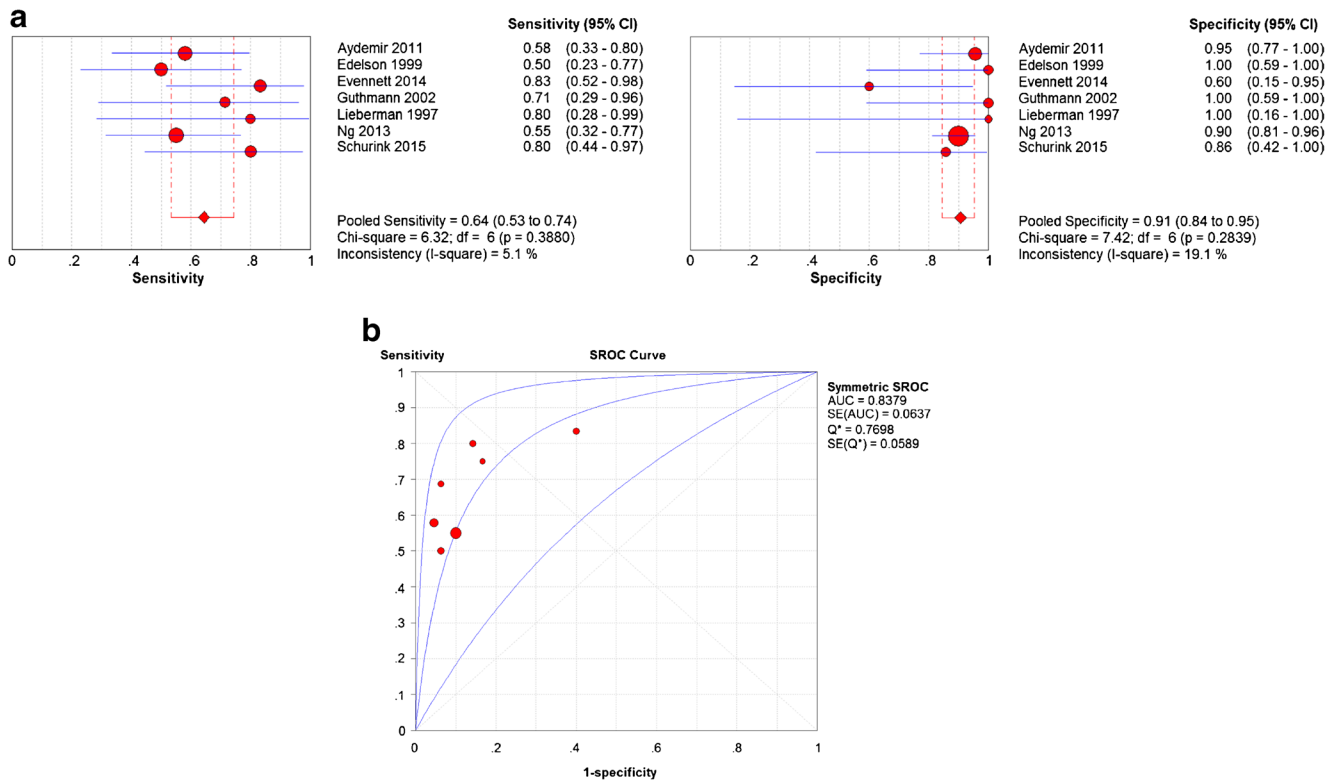 a
Sensitivity (95% CI)
Aydemir 2011 0.58 (0.33 - 0.80)
Edelson 1999 0.50 (0.23 - 0.77)
Evennett 2014 0.83 (0.52 - 0.98)
Guthmann 2002 0.71 (0.29 - 0.96)
Lieberman 1997 0.80 (0.28 - 0.99)
Ng 2013 0.55 (0.32 - 0.77)
Schurink 2015 0.80 (0.44 - 0.97)
Pooled Sensitivity = 0.64 (0.53 to 0.74)
Chi-square = 6.32; df = 6 (p = 0.3880)
Inconsistency (I-square) = 5.1 %
0 .2 .4 .6 .8 1
Sensitivity
Specificity (95% CI)
Aydemir 2011 0.95 (0.77 - 1.00)
Edelson 1999 1.00 (0.59 - 1.00)
Evennett 2014 0.60 (0.15 - 0.95)
Guthmann 2002 1.00 (0.59 - 1.00)
Lieberman 1997 1.00 (0.16 - 1.00)
Ng 2013 0.90 (0.81 - 0.96)
Schurink 2015 0.86 (0.42 - 1.00)
Pooled Specificity = 0.91 (0.84 to 0.95)
Chi-square = 7.42; df = 6 (p = 0.2839)
Inconsistency (I-square) = 19.1 %
0 .2 .4 .6 .8 1
Specificity
b
Sensitivity SROC Curve
1
.9
.8
.7
.6
.5
.4
.3
.2
.1
0
0 .2 .4 .6 .8 1
1-specificity
Symmetric SROC
AUC = 0.8379
SE(AUC) = 0.0637
Q* = 0.7698
SE(Q*) = 0.0589